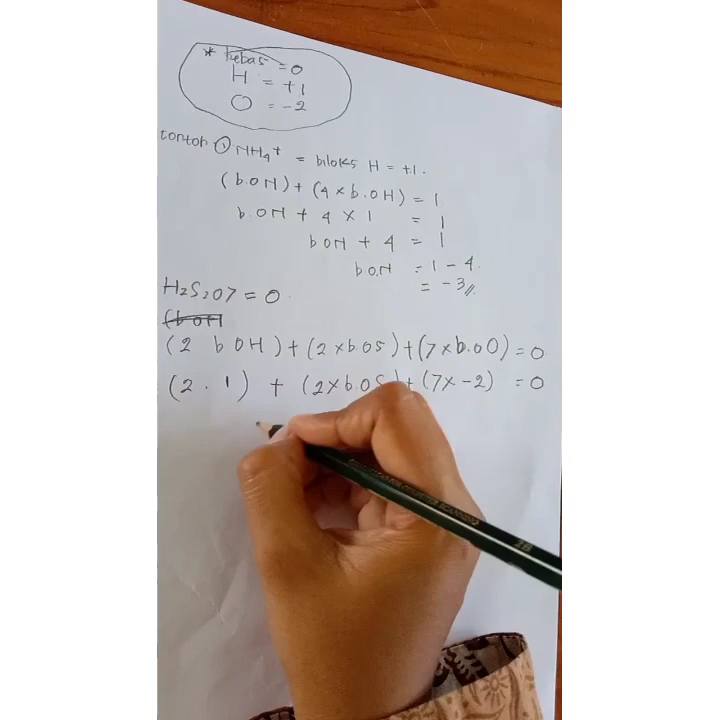 * bebas = 0
H = +1
O = -2
contoh ① NH4+ = biloks H = +1.
(b.o N) + (4 x b.o H) = 1
b.o N + 4 x 1 = 1
b o N + 4 = 1
b o N = 1 - 4
= -3 //
H2S2O7 = 0
(b o H
(2 b o H) + (2 x b.o S) + (7 x b.o O) = 0
(2 . 1) + (2 x b.o S) + (7 x -2) = 0
2B